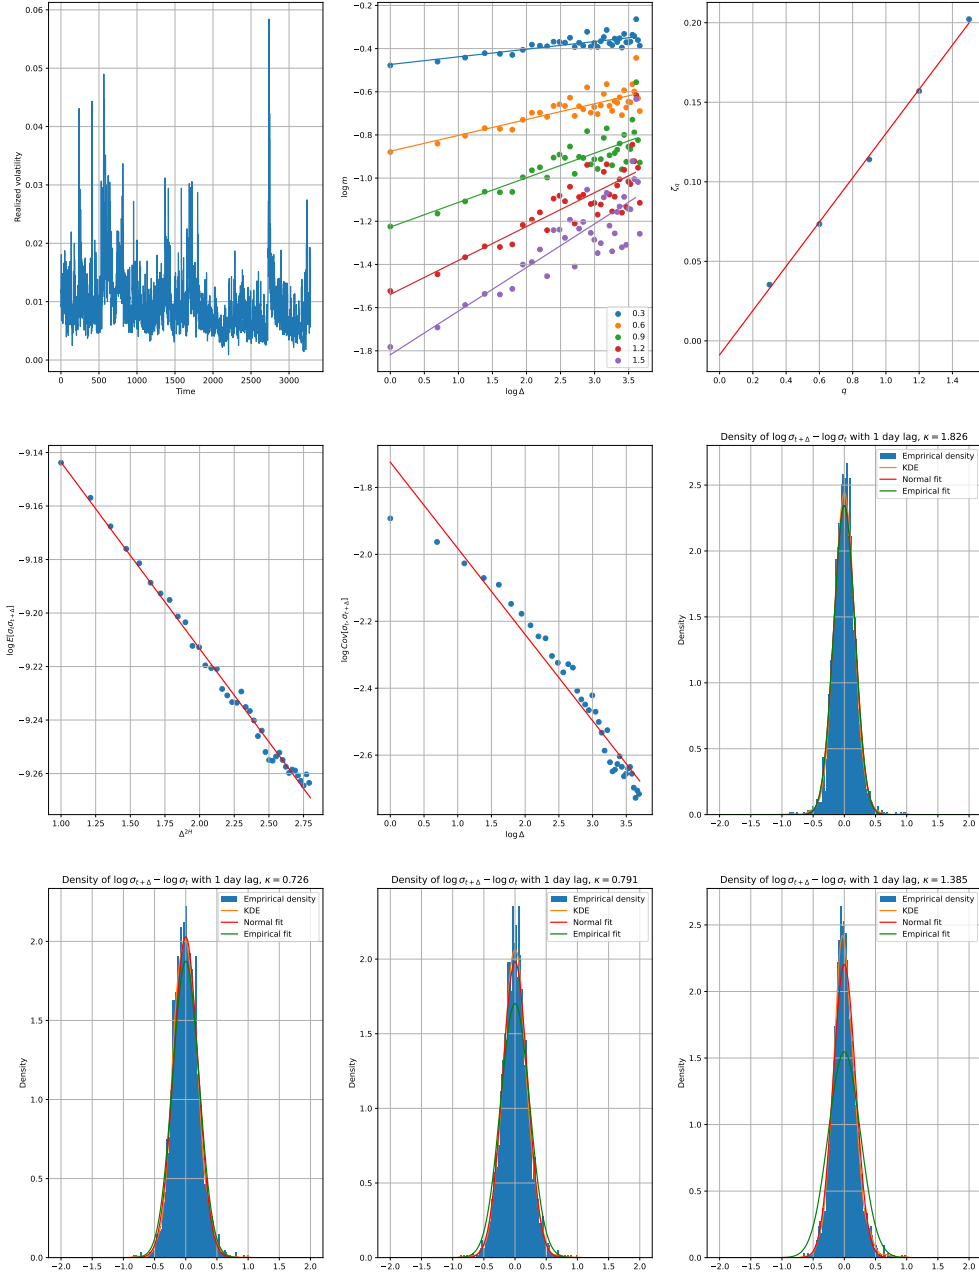 0.06
0.05
0.04
0.03
0.02
0.01
0.00
Realized volatility
0 500 1000 1500 2000 2500 3000
Time
−0.2
−0.4
−0.6
−0.8
−1.0
−1.2
−1.4
−1.6
−1.8
log m
0.3
0.6
0.9
1.2
1.5
0.0 0.5 1.0 1.5 2.0 2.5 3.0 3.5
log Δ
0.20
0.15
0.10
0.05
0.00
ζq
0.0 0.2 0.4 0.6 0.8 1.0 1.2 1.4
q
−9.14
−9.16
−9.18
−9.20
−9.22
−9.24
−9.26
log E[σtσt+Δ]
1.00 1.25 1.50 1.75 2.00 2.25 2.50 2.75
Δ2H
−1.8
−2.0
−2.2
−2.4
−2.6
log Cov[σt, σt+Δ]
0.0 0.5 1.0 1.5 2.0 2.5 3.0 3.5
log Δ
Density of log σt+Δ − log σt with 1 day lag, κ = 1.826
Emprirical density
KDE
Normal fit
Empirical fit
2.5
2.0
1.5
1.0
0.5
0.0
Density
−2.0 −1.5 −1.0 −0.5 0.0 0.5 1.0 1.5 2.0
Density of log σt+Δ − log σt with 1 day lag, κ = 0.726
Emprirical density
KDE
Normal fit
Empirical fit
2.0
1.5
1.0
0.5
0.0
Density
−2.0 −1.5 −1.0 −0.5 0.0 0.5 1.0 1.5 2.0
Density of log σt+Δ − log σt with 1 day lag, κ = 0.791
Emprirical density
KDE
Normal fit
Empirical fit
2.0
1.5
1.0
0.5
0.0
Density
−2.0 −1.5 −1.0 −0.5 0.0 0.5 1.0 1.5 2.0
Density of log σt+Δ − log σt with 1 day lag, κ = 1.385
Emprirical density
KDE
Normal fit
Empirical fit
2.5
2.0
1.5
1.0
0.5
0.0
Density
−2.0 −1.5 −1.0 −0.5 0.0 0.5 1.0 1.5 2.0